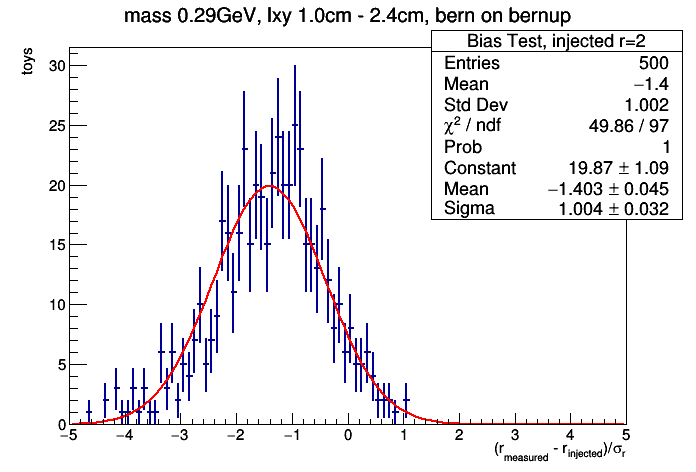 mass 0.29GeV, lxy 1.0cm - 2.4cm, bern on bernup
Bias Test, injected r=2
Entries 500
Mean −1.4
Std Dev 1.002
χ² / ndf 49.86 / 97
Prob 1
Constant 19.87 ± 1.09
Mean −1.403 ± 0.045
Sigma 1.004 ± 0.032
toys
30
25
20
15
10
5
0
−5 −4 −3 −2 −1 0 1 2 3 4 5
(r_measured - r_injected)/σ_r